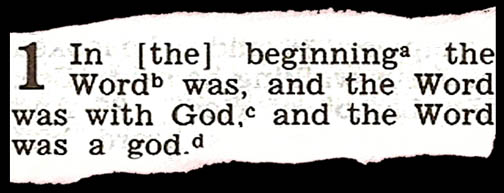 1 In [the] beginningᵃ the
Wordᵇ was, and the Word
was with God,ᶜ and the Word
was a god.ᵈ